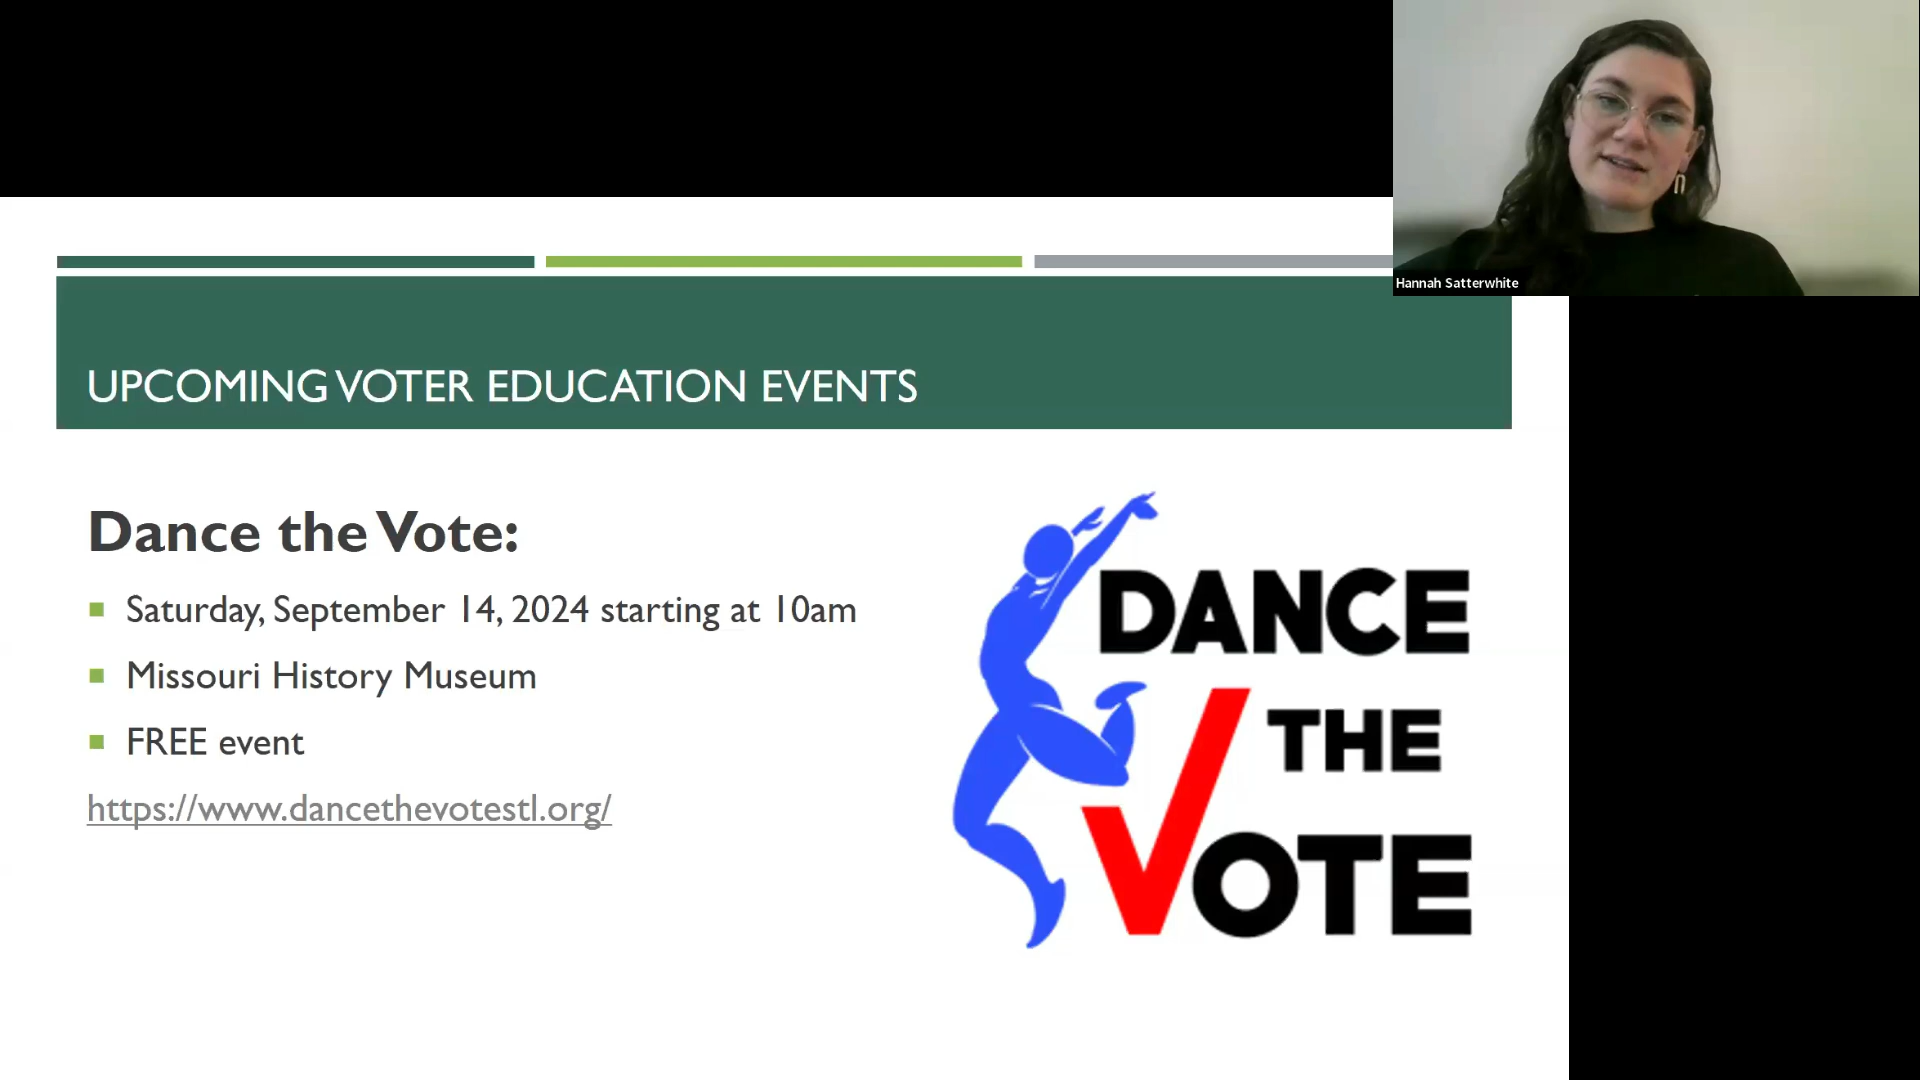 Hannah Satterwhite
UPCOMING VOTER EDUCATION EVENTS
Dance the Vote:
Saturday, September 14, 2024 starting at 10am
Missouri History Museum
FREE event
https://www.dancethevotestl.org/
DANCE
THE
VOTE